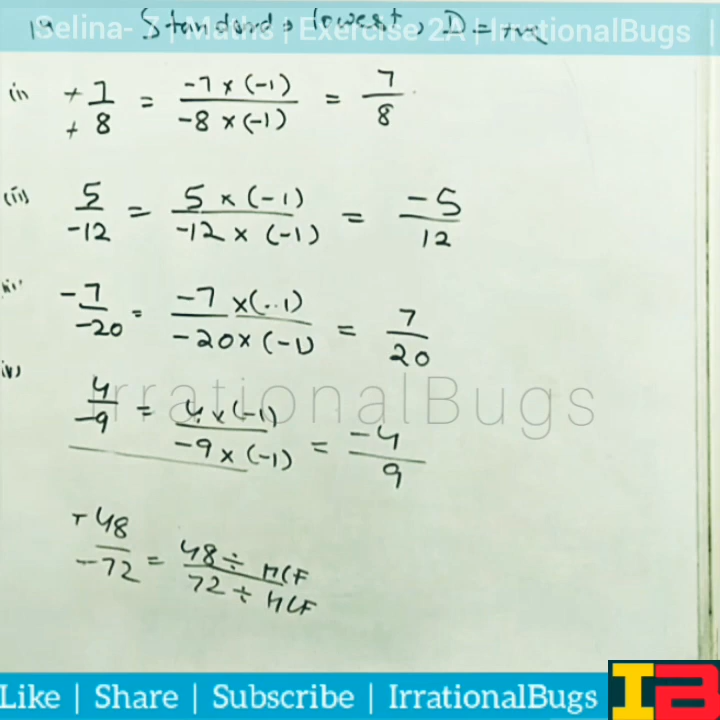 Selina- 7 | Maths | Exercise 2A | IrrationalBugs |
19 Standard, lowest, D = +ve
(i) +7/+8 = -7 × (-1)/-8 × (-1) = 7/8
(ii) 5/-12 = 5 × (-1)/-12 × (-1) = -5/12
-7/-20 = -7 × (-1)/-20 × (-1) = 7/20
iv) 4/-9 = 4 × (-1)/-9 × (-1) = -4/9
IrrationalBugs
+48/-72 = 48 ÷ HCF/72 ÷ HCF
Like | Share | Subscribe | IrrationalBugs
IB